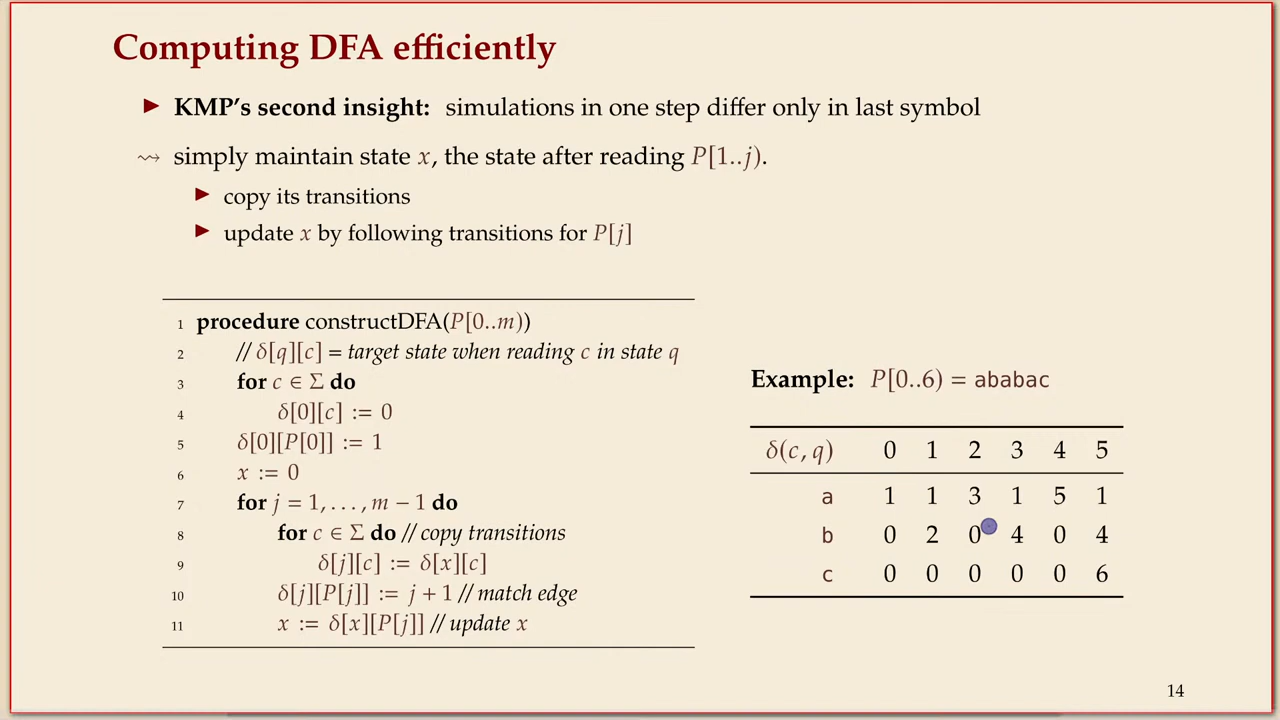 Computing DFA efficiently
▶ KMP's second insight: simulations in one step differ only in last symbol
⇝ simply maintain state x, the state after reading P[1..j).
▶ copy its transitions
▶ update x by following transitions for P[j]
1 procedure constructDFA(P[0..m))
2 // δ[q][c] = target state when reading c in state q
3 for c ∈ Σ do
4 δ[0][c] := 0
5 δ[0][P[0]] := 1
6 x := 0
7 for j = 1, . . . , m − 1 do
8 for c ∈ Σ do // copy transitions
9 δ[j][c] := δ[x][c]
10 δ[j][P[j]] := j + 1 // match edge
11 x := δ[x][P[j]] // update x
Example: P[0..6) = ababac
δ(c, q) 0 1 2 3 4 5
a 1 1 3 1 5 1
b 0 2 0 4 0 4
c 0 0 0 0 0 6
14